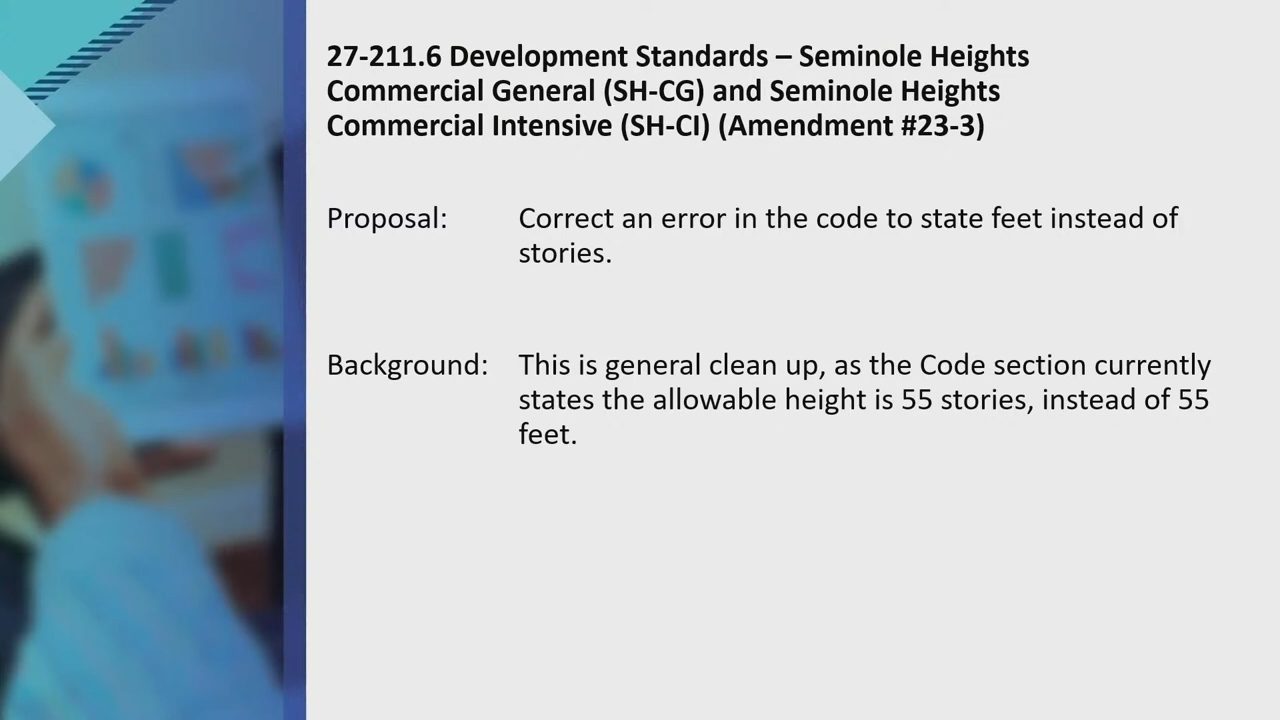 27-211.6 Development Standards – Seminole Heights
Commercial General (SH-CG) and Seminole Heights
Commercial Intensive (SH-CI) (Amendment #23-3)
Proposal: Correct an error in the code to state feet instead of
stories.
Background: This is general clean up, as the Code section currently
states the allowable height is 55 stories, instead of 55
feet.